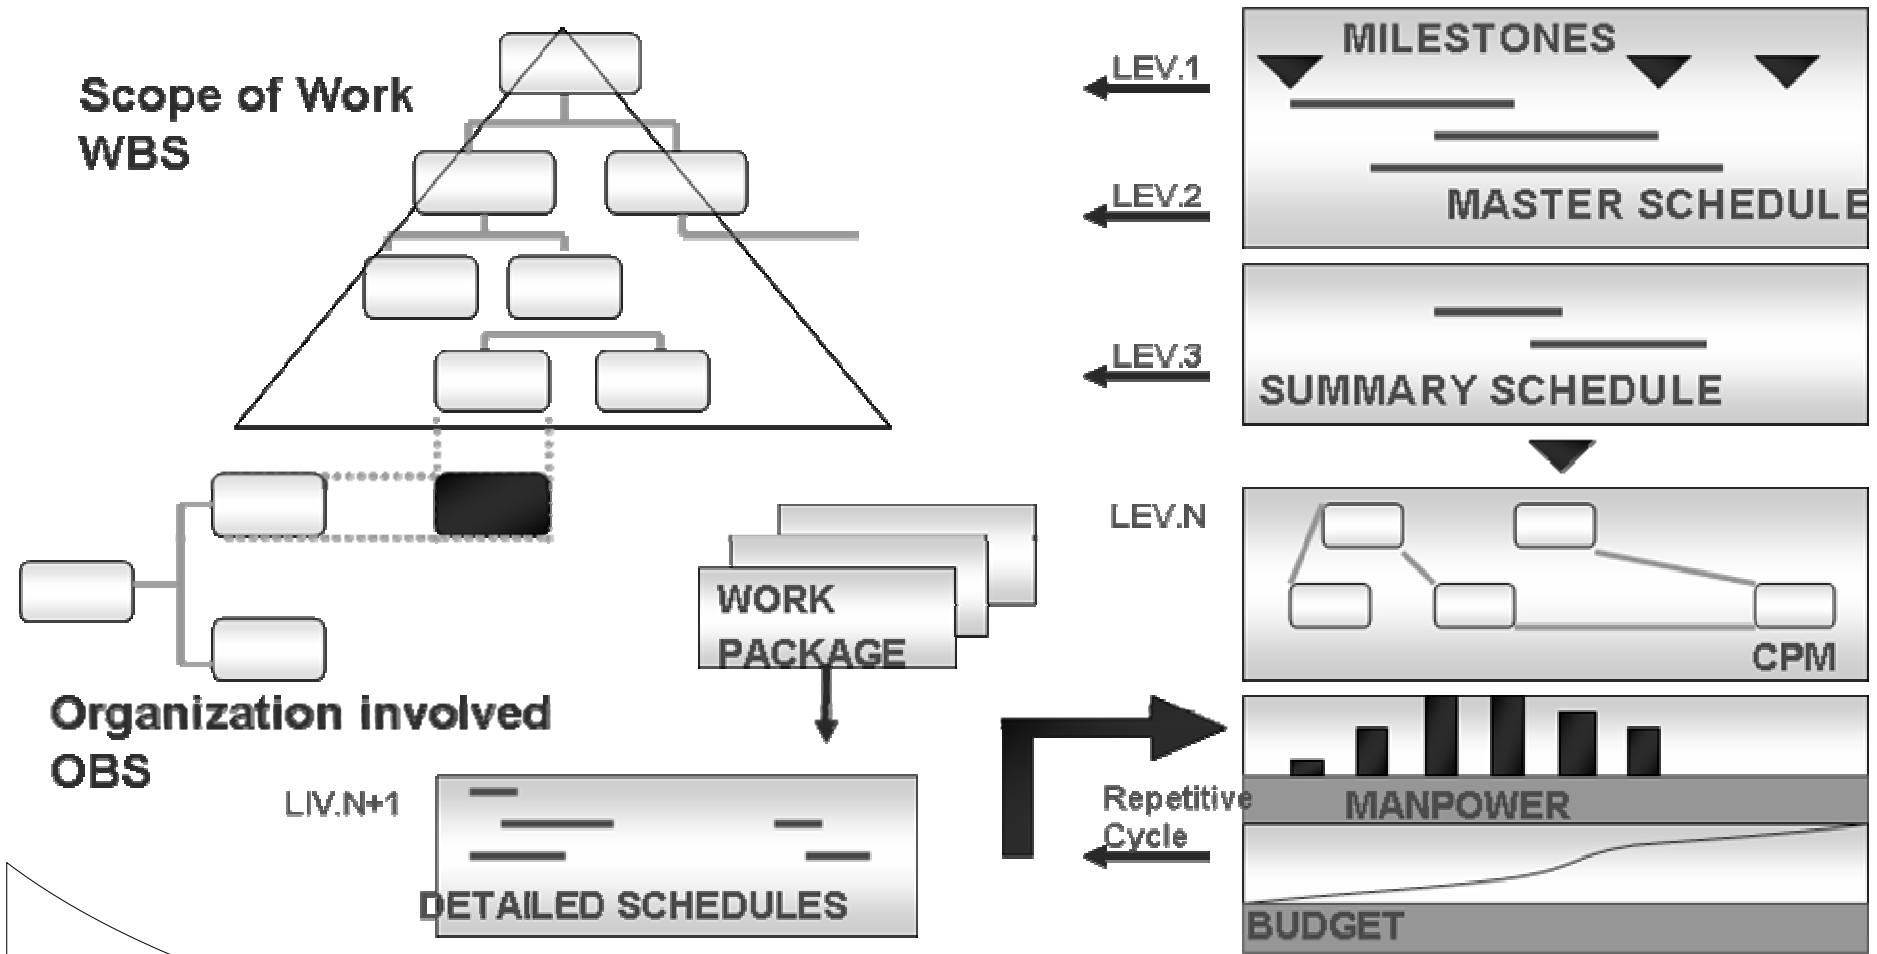 Scope of Work
WBS
LEV.1
MILESTONES
LEV.2
MASTER SCHEDULE
LEV.3
SUMMARY SCHEDULE
LEV.N
CPM
WORK
PACKAGE
Organization involved
OBS
LIV.N+1
DETAILED SCHEDULES
Repetitive
Cycle
MANPOWER
BUDGET